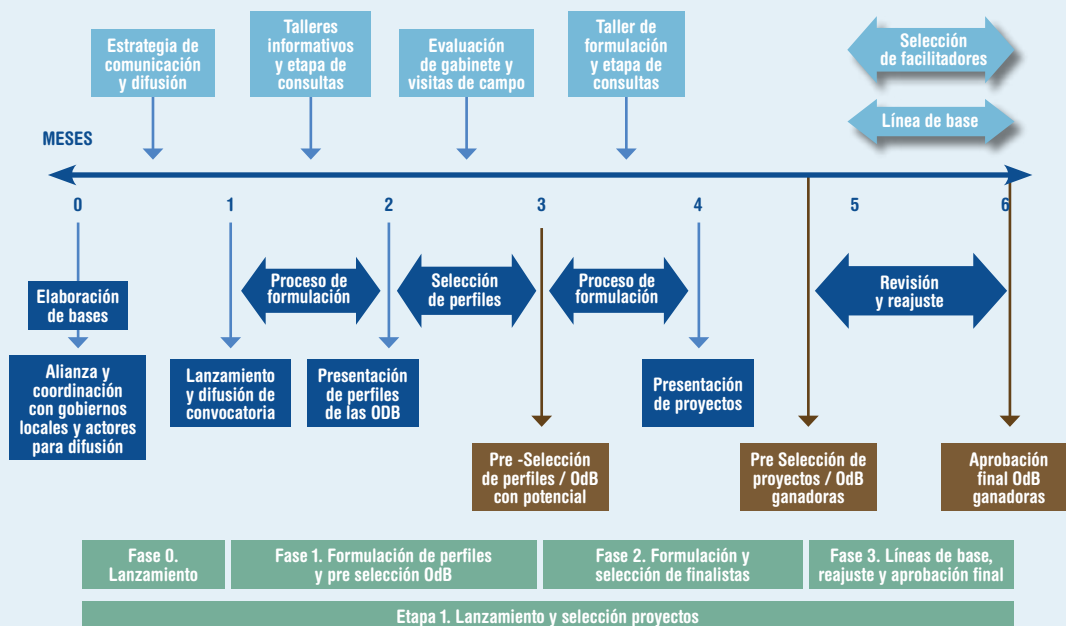 Estrategia de
comunicación
y difusión
Talleres
informativos
y etapa de
consultas
Evaluación
de gabinete y
visitas de campo
Taller de
formulación
y etapa de
consultas
Selección
de facilitadores
Línea de base
MESES
0
1
2
3
4
5
6
Elaboración
de bases
Proceso de
formulación
Selección
de perfiles
Proceso de
formulación
Revisión
y reajuste
Alianza y
coordinación
con gobiernos
locales y actores
para difusión
Lanzamiento
y difusión de
convocatoria
Presentación
de perfiles
de las ODB
Presentación
de proyectos
Pre -Selección
de perfiles / OdB
con potencial
Pre Selección de
proyectos / OdB
ganadoras
Aprobación
final OdB
ganadoras
Fase 0.
Lanzamiento
Fase 1. Formulación de perfiles
y pre selección OdB
Fase 2. Formulación y
selección de finalistas
Fase 3. Líneas de base,
reajuste y aprobación final
Etapa 1. Lanzamiento y selección proyectos